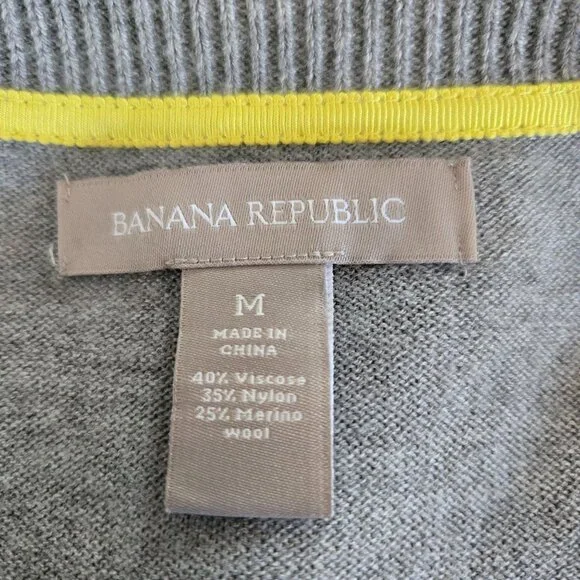 BANANA REPUBLIC
M
MADE IN
CHINA
40% Viscose
35% Nylon
25% Merino
wool